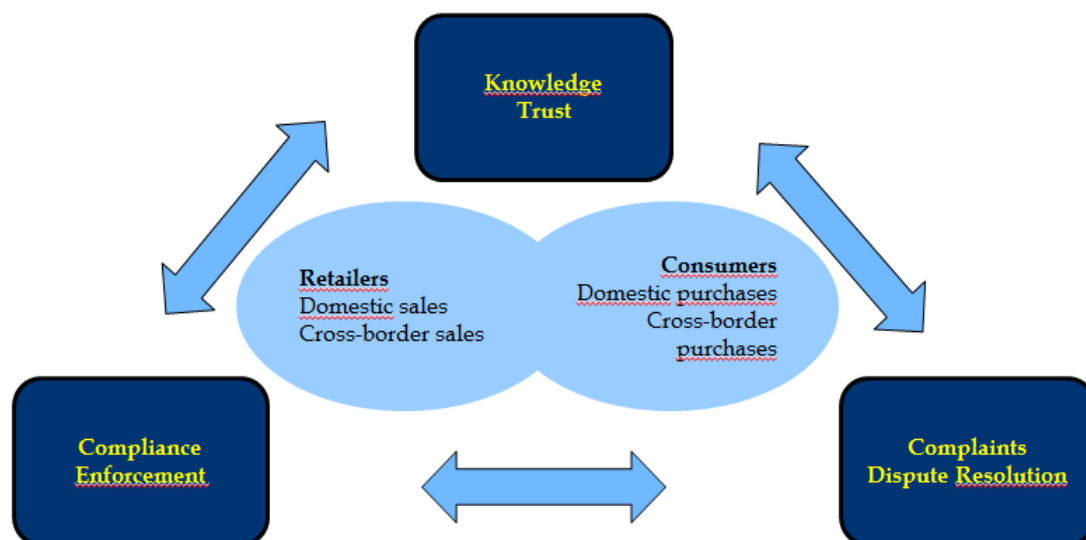 Knowledge
Trust
Retailers
Domestic sales
Cross-border sales
Consumers
Domestic purchases
Cross-border
purchases
Compliance
Enforcement
Complaints
Dispute Resolution